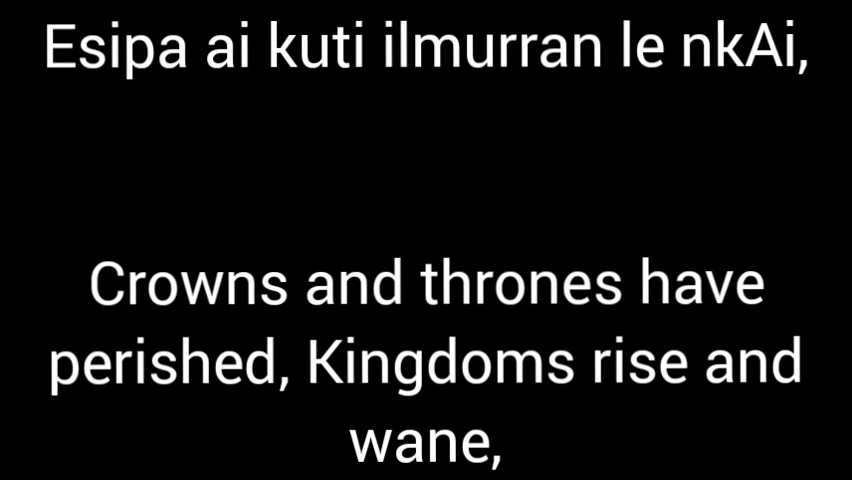 Esipa ai kuti ilmurran le nkAi,
Crowns and thrones have
perished, Kingdoms rise and
wane,